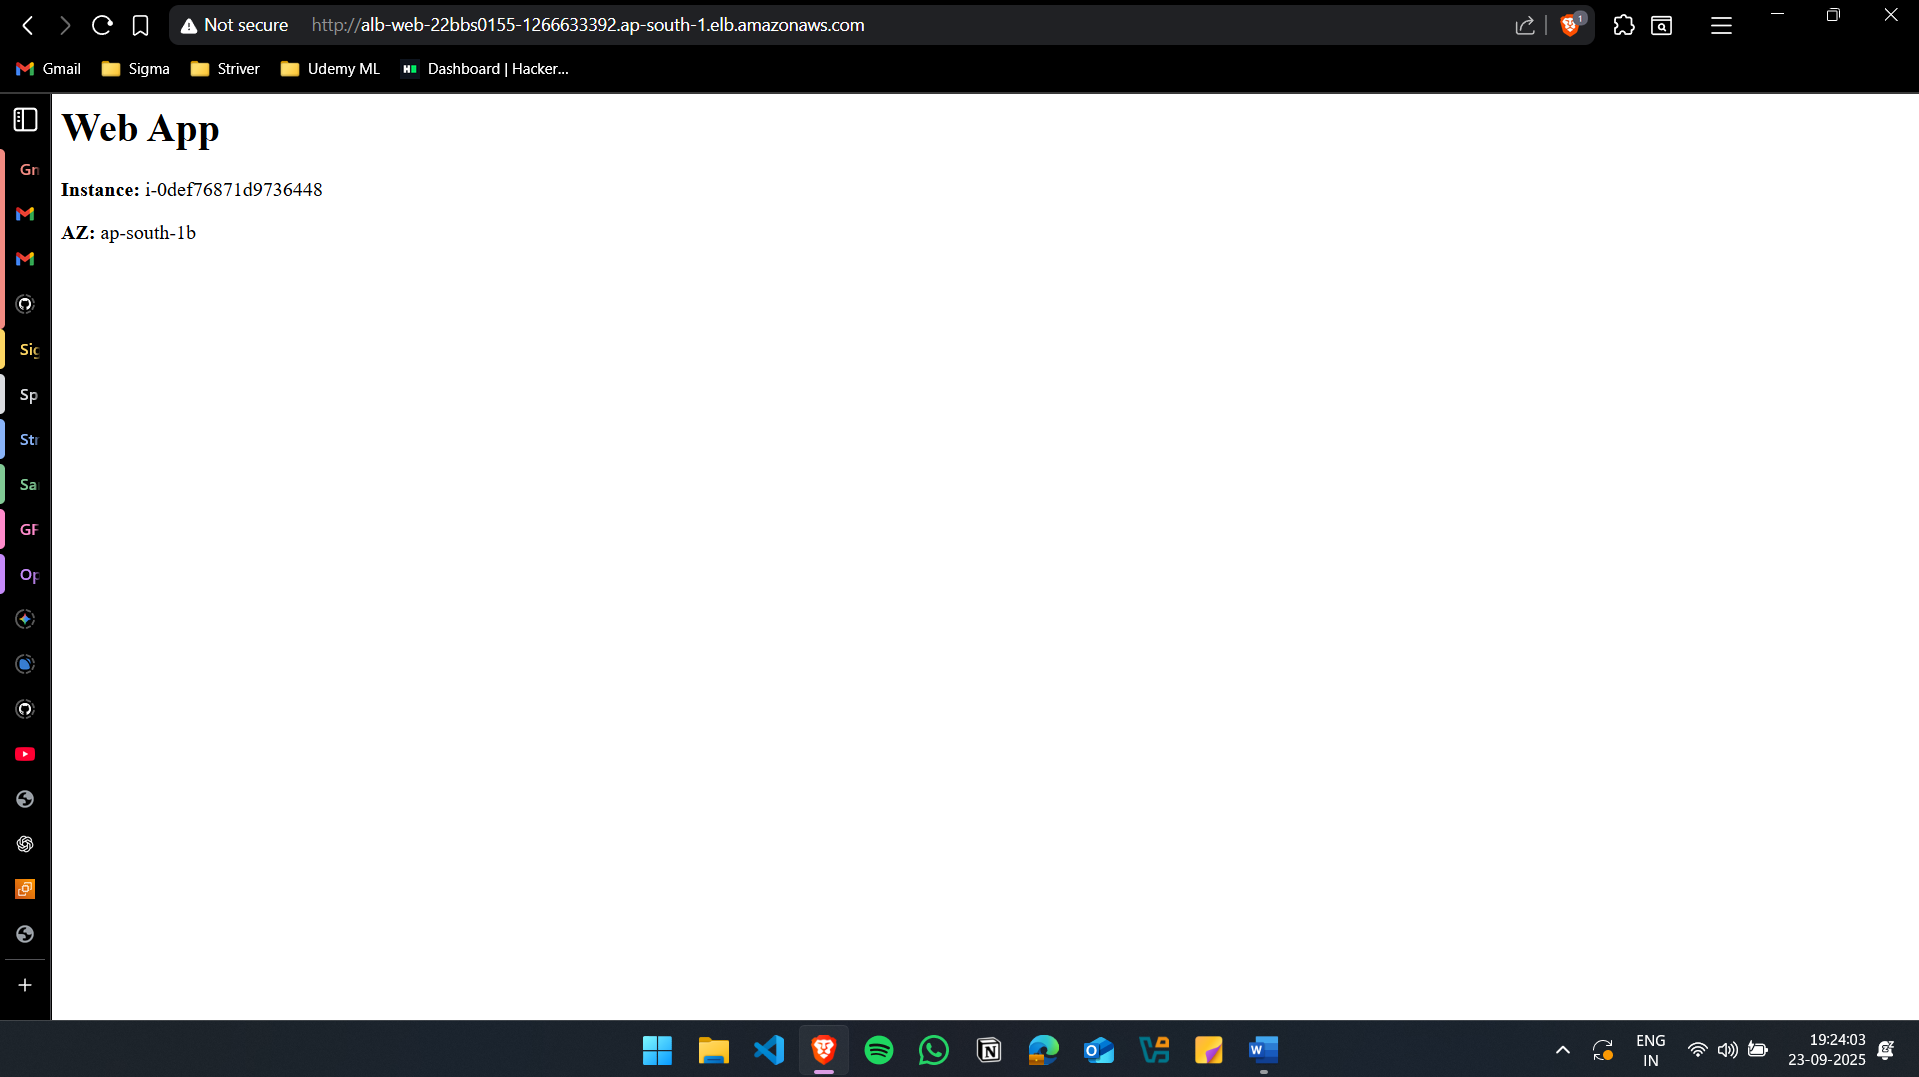 Not secure http://alb-web-22bbs0155-1266633392.ap-south-1.elb.amazonaws.com 1
Gmail Sigma Striver Udemy ML Dashboard | Hacker...
Web App
Instance: i-0def76871d9736448
AZ: ap-south-1b
Sig
Sp
Str
Sa
GF
Op
ENG
IN
19:24:03
23-09-2025